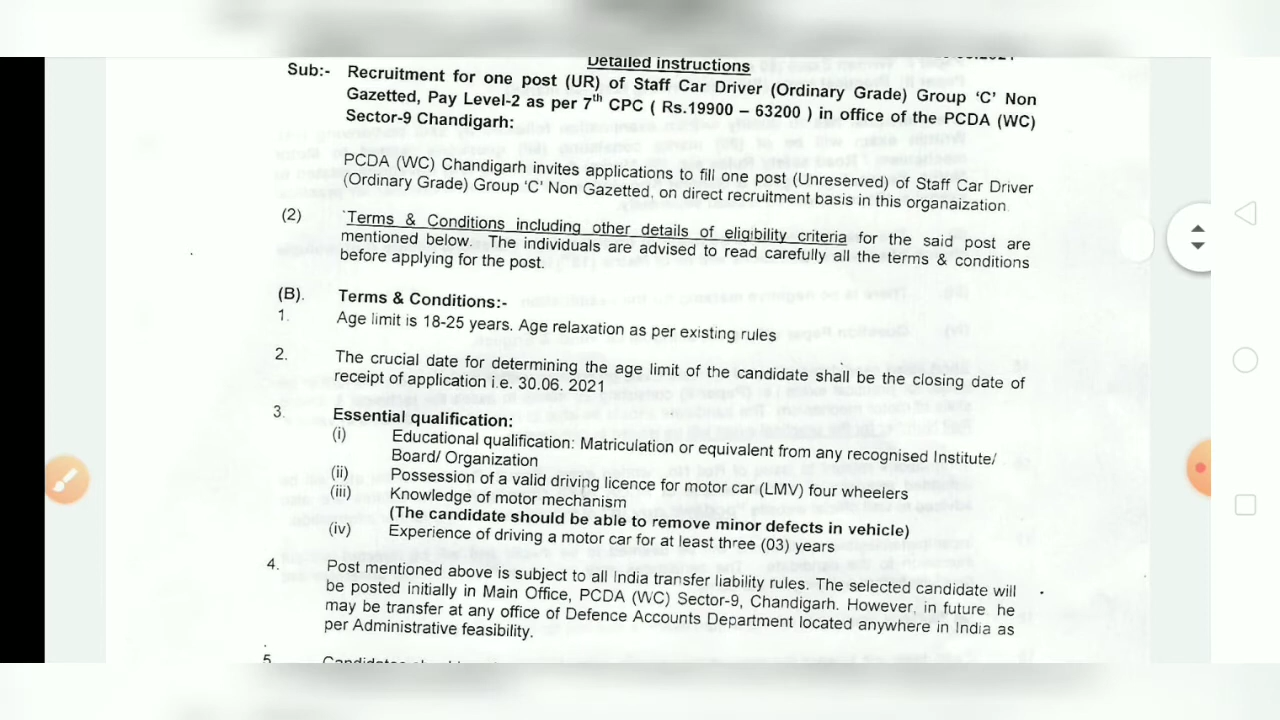 Detailed instructions
Sub:- Recruitment for one post (UR) of Staff Car Driver (Ordinary Grade) Group ‘C’ Non
Gazetted, Pay Level-2 as per 7th CPC ( Rs.19900 – 63200 ) in office of the PCDA (WC)
Sector-9 Chandigarh:
PCDA (WC) Chandigarh invites applications to fill one post (Unreserved) of Staff Car Driver
(Ordinary Grade) Group ‘C’ Non Gazetted, on direct recruitment basis in this organaization.
(2) Terms & Conditions including other details of eligibility criteria for the said post are
mentioned below. The individuals are advised to read carefully all the terms & conditions
before applying for the post.
(B). Terms & Conditions:-
1. Age limit is 18-25 years. Age relaxation as per existing rules
2. The crucial date for determining the age limit of the candidate shall be the closing date of
receipt of application i.e. 30.06. 2021
3. Essential qualification:
(i) Educational qualification: Matriculation or equivalent from any recognised Institute/
Board/ Organization
(ii) Possession of a valid driving licence for motor car (LMV) four wheelers
(iii) Knowledge of motor mechanism
(The candidate should be able to remove minor defects in vehicle)
(iv) Experience of driving a motor car for at least three (03) years
4. Post mentioned above is subject to all India transfer liability rules. The selected candidate will
be posted initially in Main Office, PCDA (WC) Sector-9, Chandigarh. However, in future he
may be transfer at any office of Defence Accounts Department located anywhere in India as
per Administrative feasibility.
5.